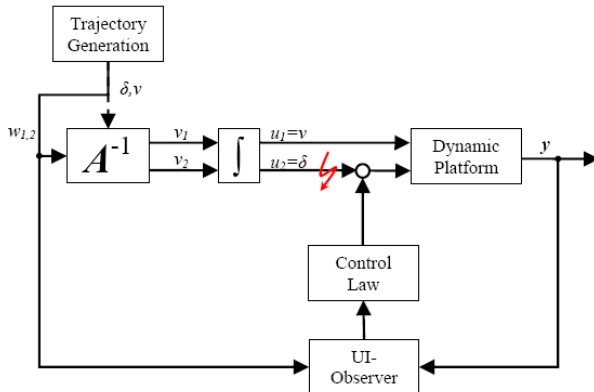 Trajectory
Generation
δ,v
w1,2
A-1
v1
v2
∫
u1=v
u2=δ
Dynamic
Platform
y
Control
Law
UI-
Observer